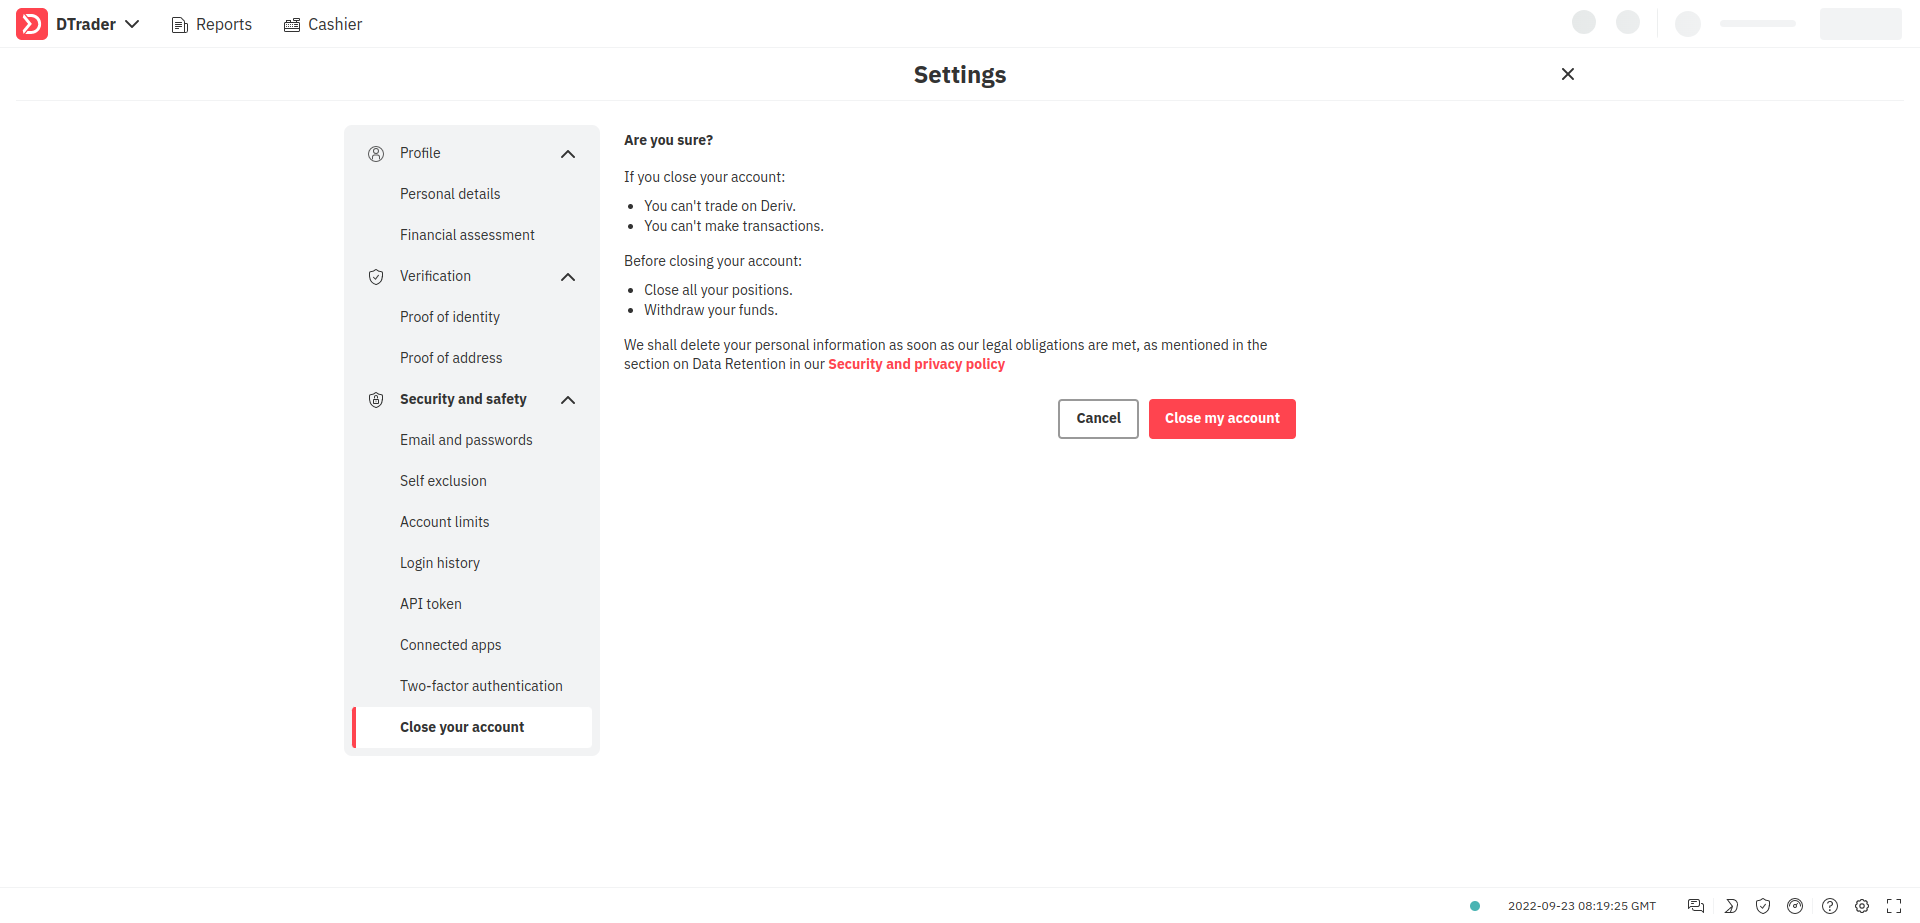 DTrader
Reports
Cashier
Settings
Profile
Personal details
Financial assessment
Verification
Proof of identity
Proof of address
Security and safety
Email and passwords
Self exclusion
Account limits
Login history
API token
Connected apps
Two-factor authentication
Close your account
Are you sure?
If you close your account:
You can't trade on Deriv.
You can't make transactions.
Before closing your account:
Close all your positions.
Withdraw your funds.
We shall delete your personal information as soon as our legal obligations are met, as mentioned in the
section on Data Retention in our Security and privacy policy
Cancel
Close my account
2022-09-23 08:19:25 GMT